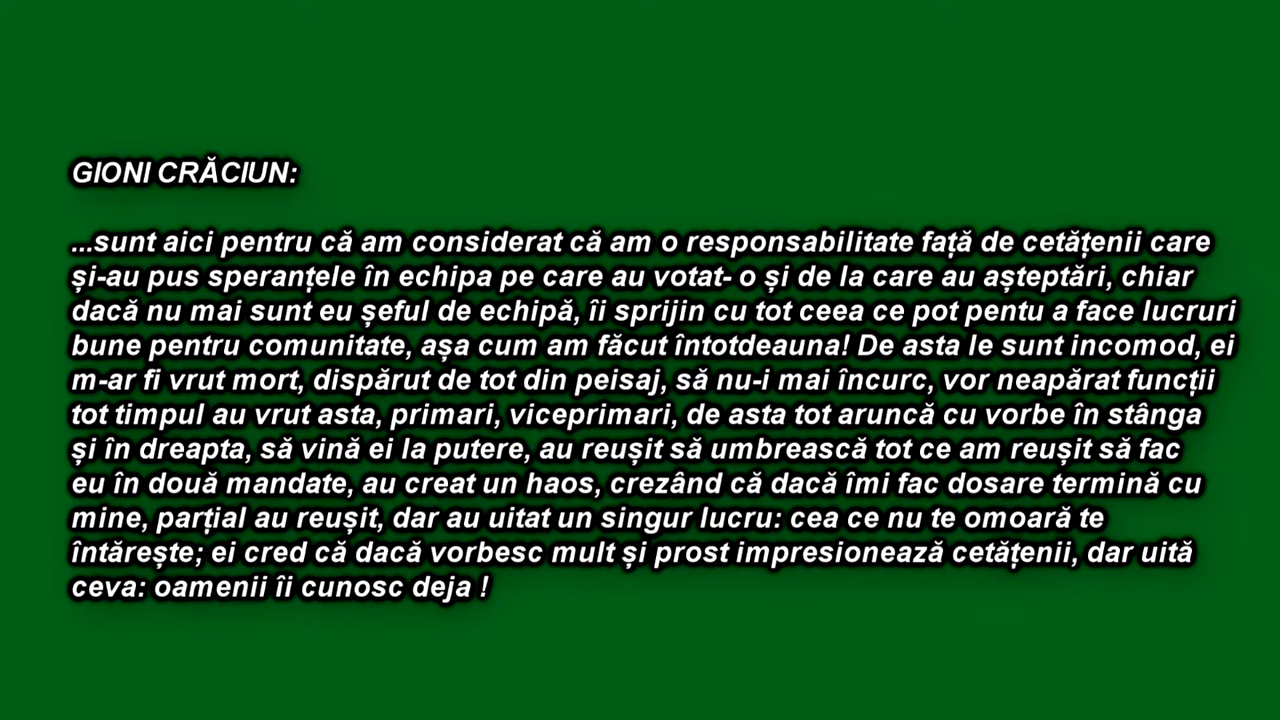 GIONI CRĂCIUN:
...sunt aici pentru că am considerat că am o responsabilitate față de cetățenii care
și-au pus speranțele în echipa pe care au votat- o și de la care au așteptări, chiar
dacă nu mai sunt eu șeful de echipă, îi sprijin cu tot ceea ce pot pentu a face lucruri
bune pentru comunitate, așa cum am făcut întotdeauna! De asta le sunt incomod, ei
m-ar fi vrut mort, dispărut de tot din peisaj, să nu-i mai încurc, vor neapărat funcții
tot timpul au vrut asta, primari, viceprimari, de asta tot aruncă cu vorbe în stânga
și în dreapta, să vină ei la putere, au reușit să umbrească tot ce am reușit să fac
eu în două mandate, au creat un haos, crezând că dacă îmi fac dosare termină cu
mine, parțial au reușit, dar au uitat un singur lucru: cea ce nu te omoară te
întărește; ei cred că dacă vorbesc mult și prost impresionează cetățenii, dar uită
ceva: oamenii îi cunosc deja !